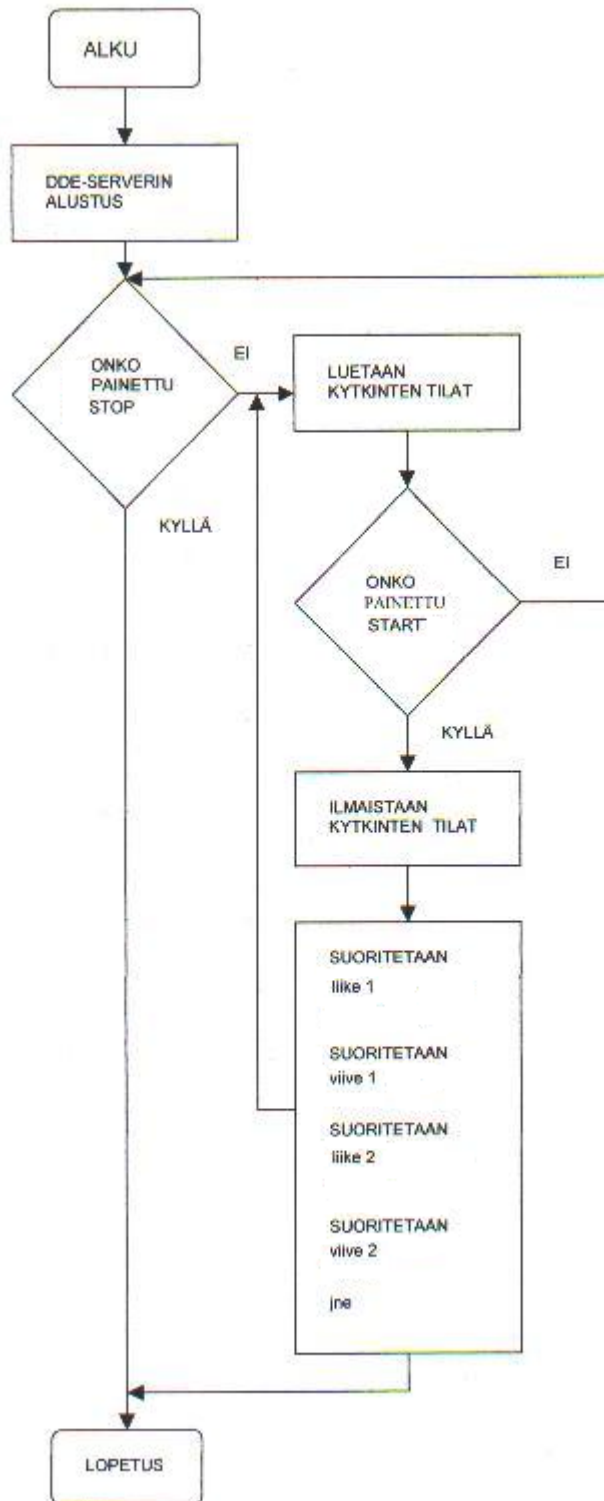 ALKU
DDE-SERVERIN
ALUSTUS
ONKO
PAINETTU
STOP
EI
KYLLÄ
LUETAAN
KYTKINTEN TILAT
ONKO
PAINETTU
START
EI
KYLLÄ
ILMAISTAAN
KYTKINTEN TILAT
SUORITETAAN
liike 1
SUORITETAAN
viive 1
SUORITETAAN
liike 2
SUORITETAAN
viive 2
jne
LOPETUS